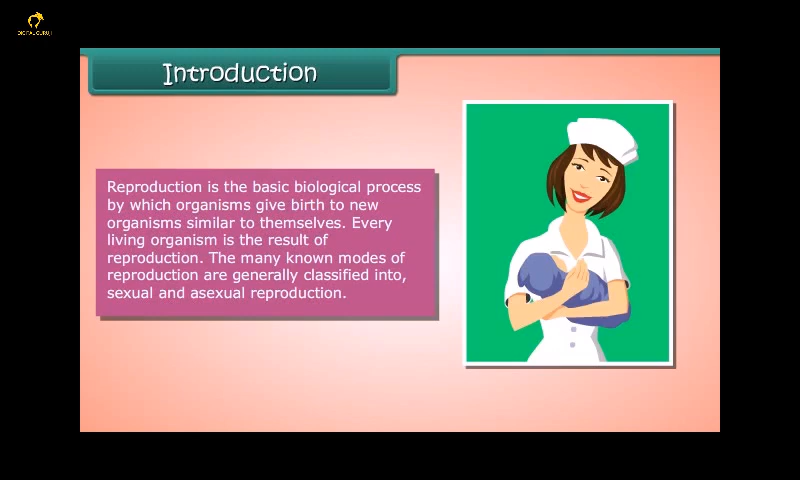 DIGITAL GURUJI
Introduction
Reproduction is the basic biological process
by which organisms give birth to new
organisms similar to themselves. Every
living organism is the result of
reproduction. The many known modes of
reproduction are generally classified into,
sexual and asexual reproduction.